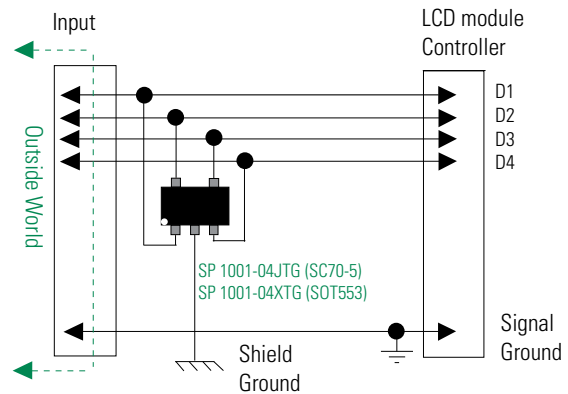 Input
LCD module
Controller
D1
D2
D3
D4
Outside World
SP 1001-04JTG (SC70-5)
SP 1001-04XTG (SOT553)
Shield
Ground
Signal
Ground